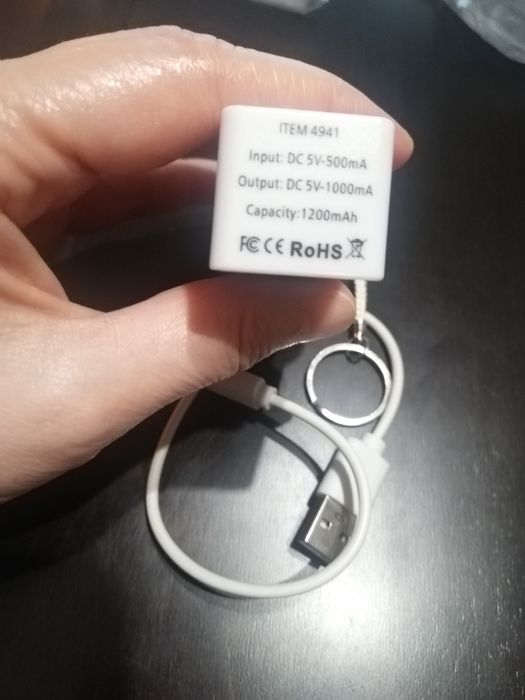 ITEM 4941
Input: DC 5V-500mA
Output: DC 5V-1000mA
Capacity:1200mAh
FC CE RoHS